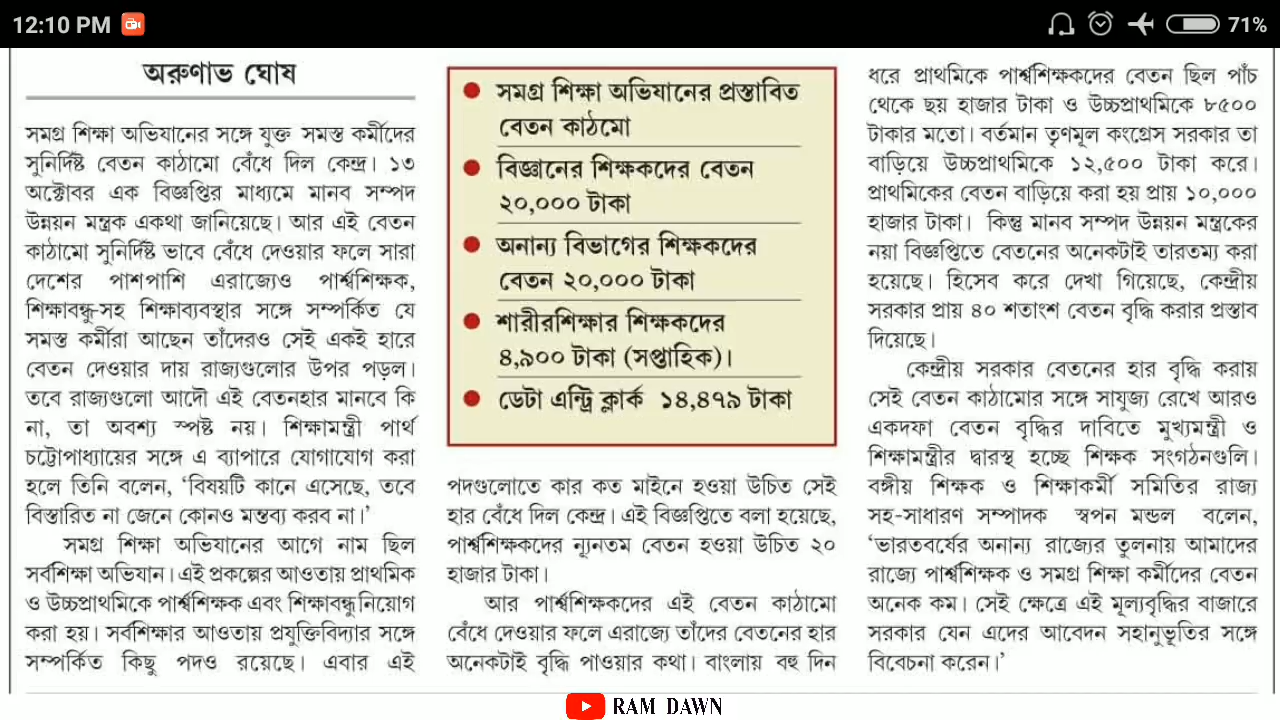 12:10 PM
71%
অরুণাভ ঘোষ
সমগ্র শিক্ষা অভিযানের সঙ্গে যুক্ত সমস্ত কর্মীদের
সুনির্দিষ্ট বেতন কাঠামো বেঁধে দিল কেন্দ্র। ১৩
অক্টোবর এক বিজ্ঞপ্তির মাধ্যমে মানব সম্পদ
উন্নয়ন মন্ত্রক একথা জানিয়েছে। আর এই বেতন
কাঠামো সুনির্দিষ্ট ভাবে বেঁধে দেওয়ার ফলে সারা
দেশের পাশপাশি এরাজ্যেও পার্শ্বশিক্ষক,
শিক্ষাবন্ধু-সহ শিক্ষাব্যবস্থার সঙ্গে সম্পর্কিত যে
সমস্ত কর্মীরা আছেন তাঁদেরও সেই একই হারে
বেতন দেওয়ার দায় রাজ্যগুলোর উপর পড়ল।
তবে রাজ্যগুলো আদৌ এই বেতনহার মানবে কি
না, তা অবশ্য স্পষ্ট নয়। শিক্ষামন্ত্রী পার্থ
চট্টোপাধ্যায়ের সঙ্গে এ ব্যাপারে যোগাযোগ করা
হলে তিনি বলেন, ‘বিষয়টি কানে এসেছে, তবে
বিস্তারিত না জেনে কোনও মন্তব্য করব না।’
সমগ্র শিক্ষা অভিযানের আগে নাম ছিল
সর্বশিক্ষা অভিযান। এই প্রকল্পের আওতায় প্রাথমিক
ও উচ্চপ্রাথমিকে পার্শ্বশিক্ষক এবং শিক্ষাবন্ধু নিয়োগ
করা হয়। সর্বশিক্ষার আওতায় প্রযুক্তিবিদ্যার সঙ্গে
সম্পর্কিত কিছু পদও রয়েছে। এবার এই
● সমগ্র শিক্ষা অভিযানের প্রস্তাবিত
বেতন কাঠমো
● বিজ্ঞানের শিক্ষকদের বেতন
২০,০০০ টাকা
● অনান্য বিভাগের শিক্ষকদের
বেতন ২০,০০০ টাকা
● শারীরশিক্ষার শিক্ষকদের
৪,৯০০ টাকা (সপ্তাহিক)।
● ডেটা এন্ট্রি ক্লার্ক ১৪,৪৭৯ টাকা
পদগুলোতে কার কত মাইনে হওয়া উচিত সেই
হার বেঁধে দিল কেন্দ্র। এই বিজ্ঞপ্তিতে বলা হয়েছে,
পার্শ্বশিক্ষকদের ন্যূনতম বেতন হওয়া উচিত ২০
হাজার টাকা।
আর পার্শ্বশিক্ষকদের এই বেতন কাঠামো
বেঁধে দেওয়ার ফলে এরাজ্যে তাঁদের বেতনের হার
অনেকটাই বৃদ্ধি পাওয়ার কথা। বাংলায় বহু দিন
ধরে প্রাথমিকে পার্শ্বশিক্ষকদের বেতন ছিল পাঁচ
থেকে ছয় হাজার টাকা ও উচ্চপ্রাথমিকে ৮৫০০
টাকার মতো। বর্তমান তৃণমূল কংগ্রেস সরকার তা
বাড়িয়ে উচ্চপ্রাথমিকে ১২,৫০০ টাকা করে।
প্রাথমিকের বেতন বাড়িয়ে করা হয় প্রায় ১০,০০০
হাজার টাকা। কিন্তু মানব সম্পদ উন্নয়ন মন্ত্রকের
নয়া বিজ্ঞপ্তিতে বেতনের অনেকটাই তারতম্য করা
হয়েছে। হিসেব করে দেখা গিয়েছে, কেন্দ্রীয়
সরকার প্রায় ৪০ শতাংশ বেতন বৃদ্ধি করার প্রস্তাব
দিয়েছে।
কেন্দ্রীয় সরকার বেতনের হার বৃদ্ধি করায়
সেই বেতন কাঠামোর সঙ্গে সাযুজ্য রেখে আরও
একদফা বেতন বৃদ্ধির দাবিতে মুখ্যমন্ত্রী ও
শিক্ষামন্ত্রীর দ্বারস্থ হচ্ছে শিক্ষক সংগঠনগুলি।
বঙ্গীয় শিক্ষক ও শিক্ষাকর্মী সমিতির রাজ্য
সহ-সাধারণ সম্পাদক স্বপন মন্ডল বলেন,
‘ভারতবর্ষের অনান্য রাজ্যের তুলনায় আমাদের
রাজ্যে পার্শ্বশিক্ষক ও সমগ্র শিক্ষা কর্মীদের বেতন
অনেক কম। সেই ক্ষেত্রে এই মূল্যবৃদ্ধির বাজারে
সরকার যেন এদের আবেদন সহানুভূতির সঙ্গে
বিবেচনা করেন।’
RAM DAWN